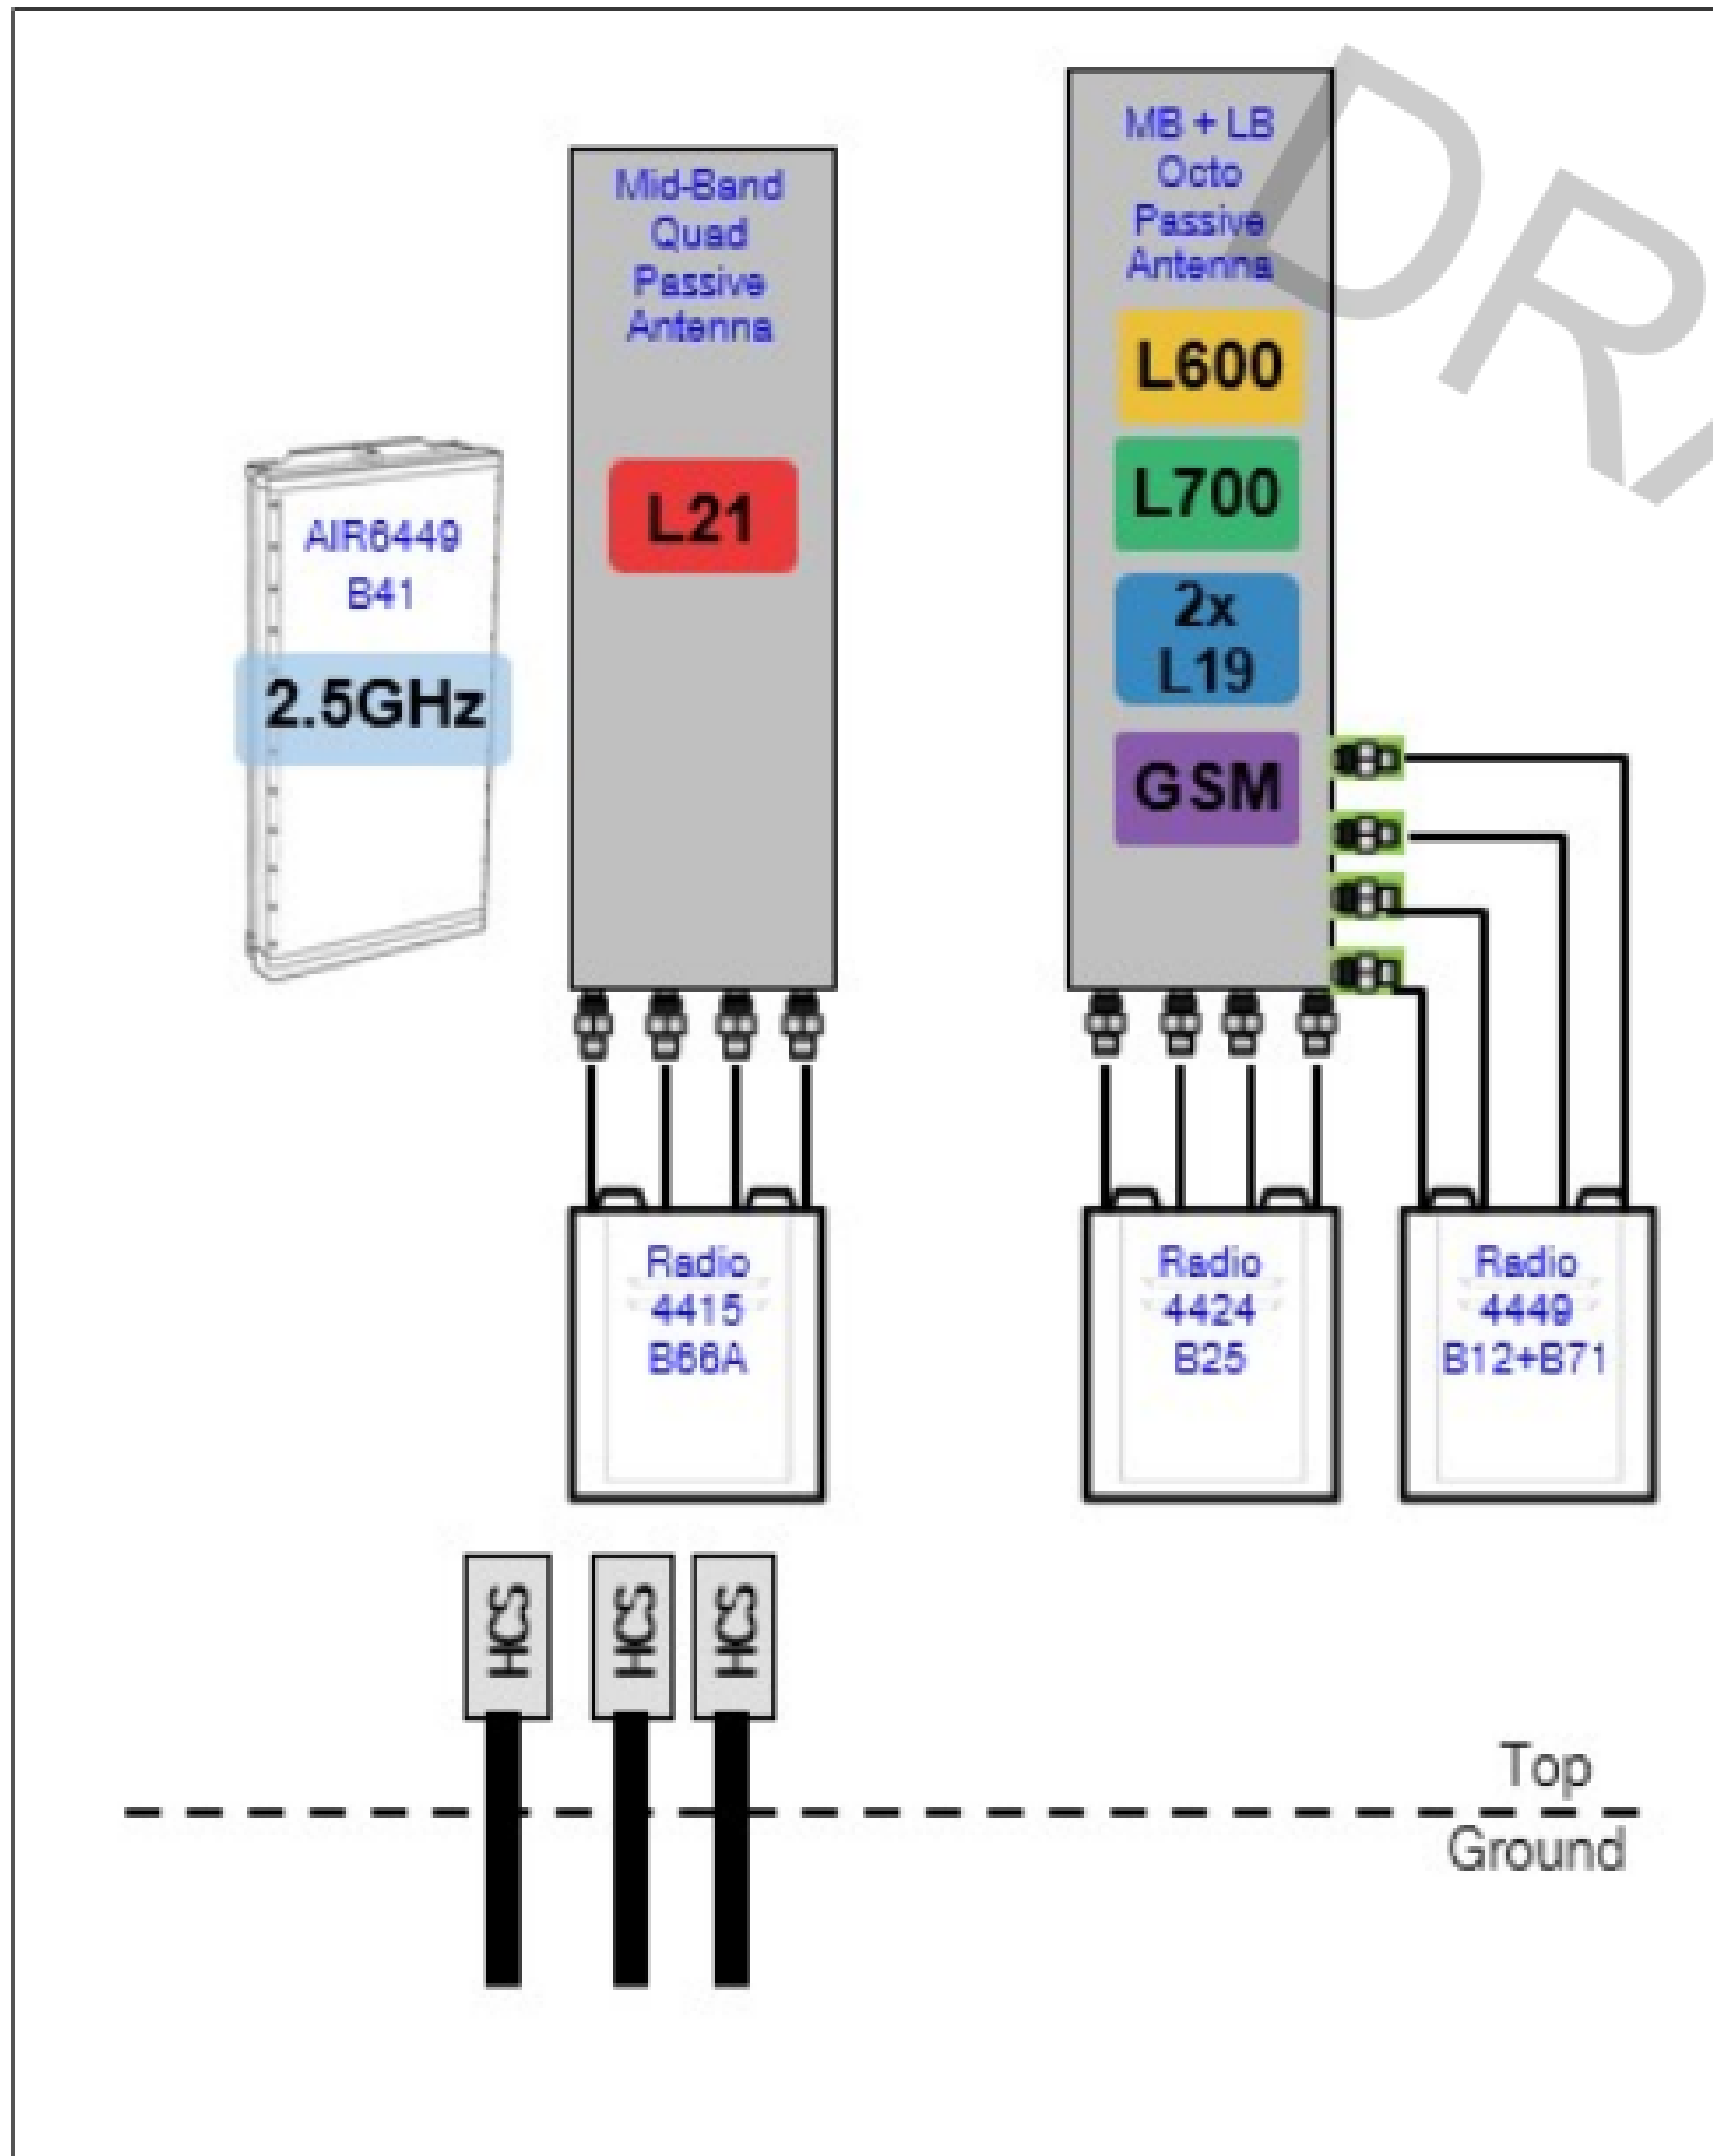 Mid-Band
Quad
Passive
Antenna
L21
MB + LB
Octo
Passive
Antenna
L600
L700
2x
L19
GSM
AIR6449
B41
2.5GHz
Radio
4415
B66A
Radio
4424
B25
Radio
4449
B12+B71
HCS
HCS
HCS
Top
Ground